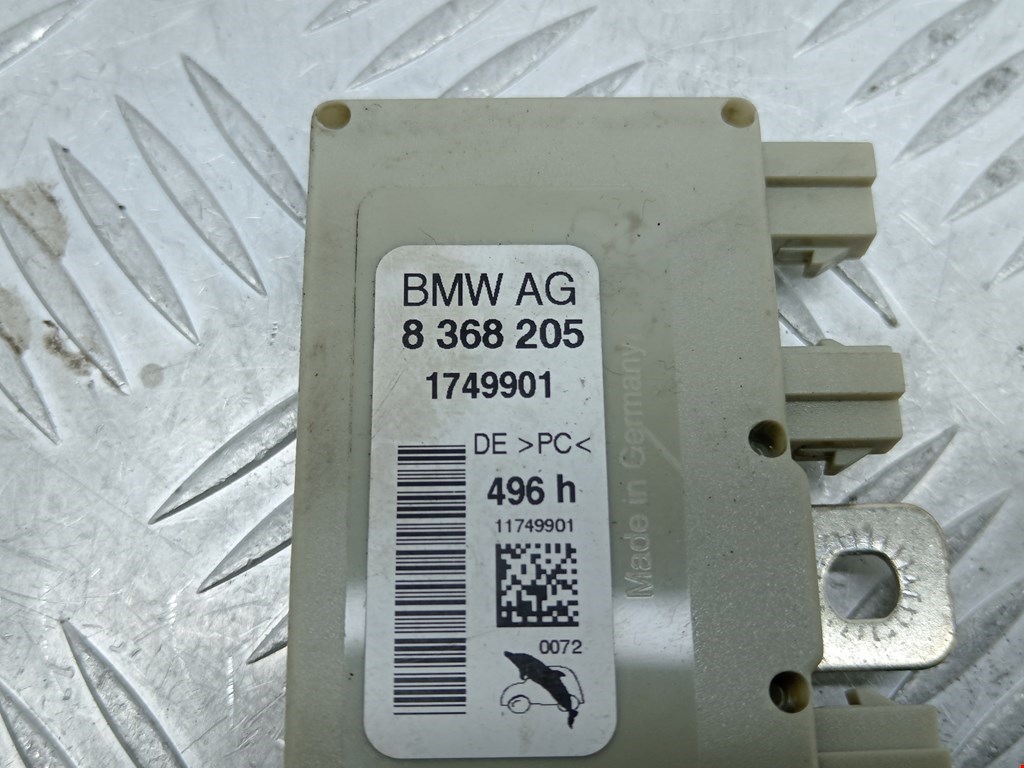 BMW AG
8 368 205
1749901
DE >PC<
496 h
11749901
0072
Made in Germany